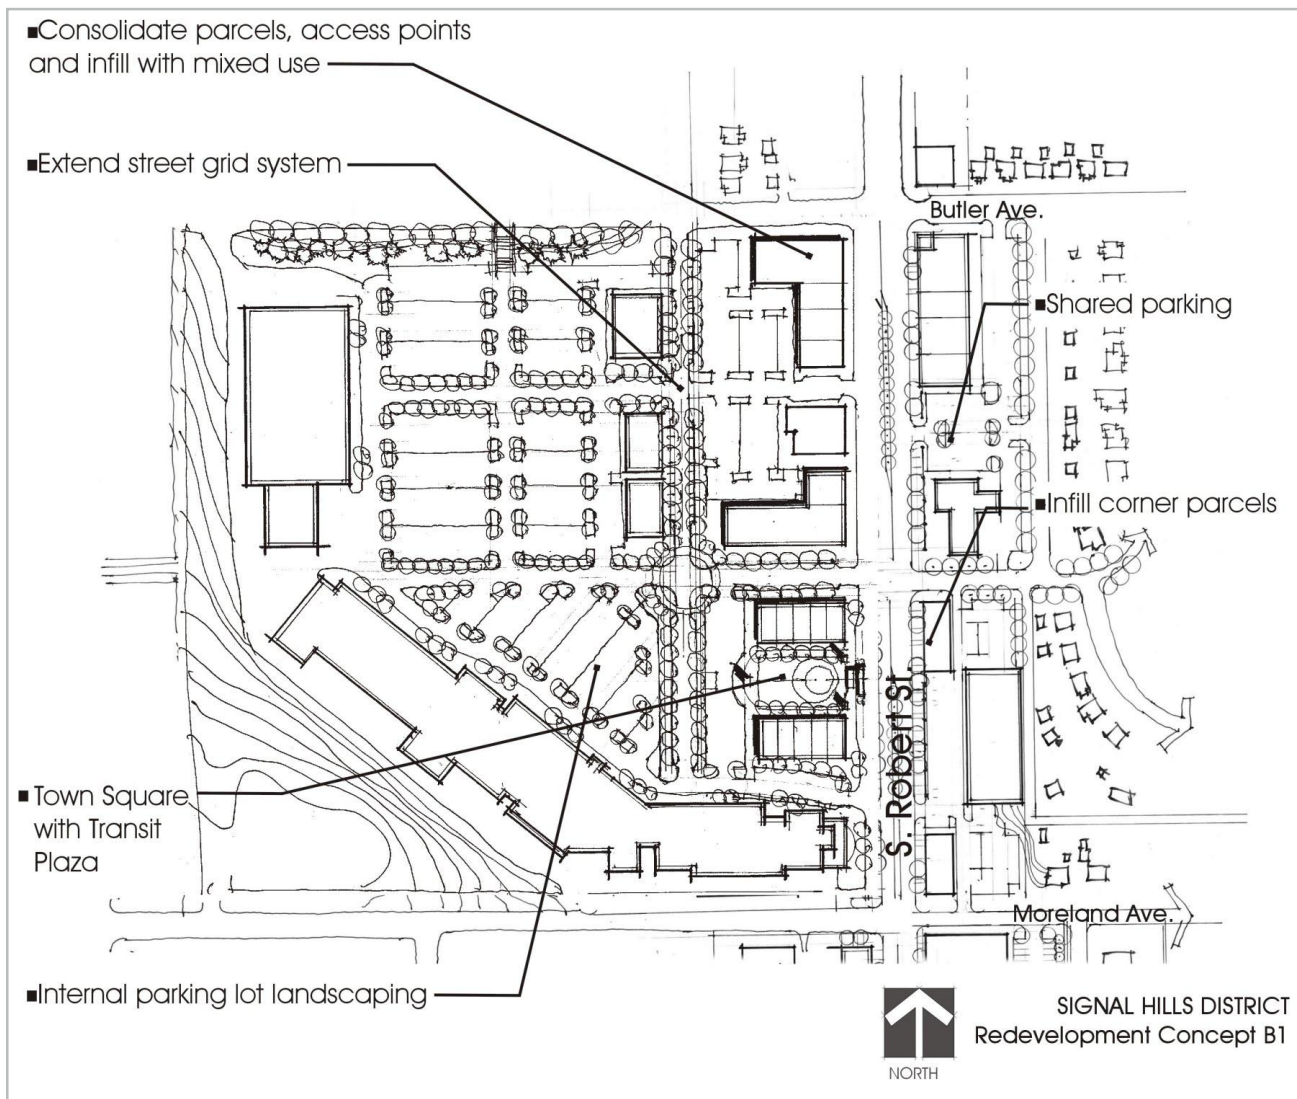 ■Consolidate parcels, access points
and infill with mixed use
■Extend street grid system
Butler Ave.
■Shared parking
■Infill corner parcels
S. Robert St.
■ Town Square
with Transit
Plaza
Moreland Ave.
■Internal parking lot landscaping
SIGNAL HILLS DISTRICT
Redevelopment Concept B1
NORTH